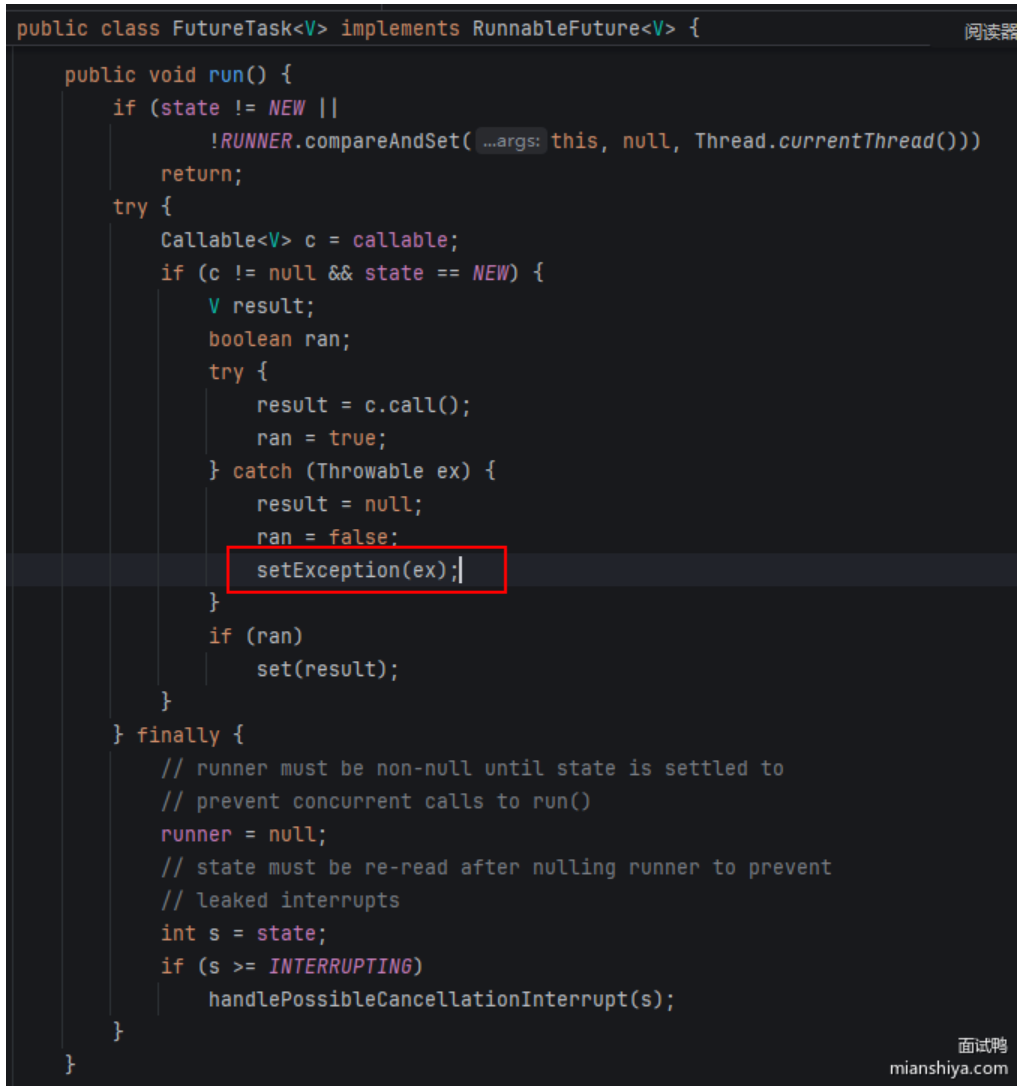 public class FutureTask<V> implements RunnableFuture<V> {
阅读器
    public void run() {
        if (state != NEW ||
                !RUNNER.compareAndSet( ...args: this, null, Thread.currentThread()))
            return;
        try {
            Callable<V> c = callable;
            if (c != null && state == NEW) {
                V result;
                boolean ran;
                try {
                    result = c.call();
                    ran = true;
                } catch (Throwable ex) {
                    result = null;
                    ran = false;
                    setException(ex);
                }
                if (ran)
                    set(result);
            }
        } finally {
            // runner must be non-null until state is settled to
            // prevent concurrent calls to run()
            runner = null;
            // state must be re-read after nulling runner to prevent
            // leaked interrupts
            int s = state;
            if (s >= INTERRUPTING)
                handlePossibleCancellationInterrupt(s);
        }
    }
面试鸭
mianshiya.com